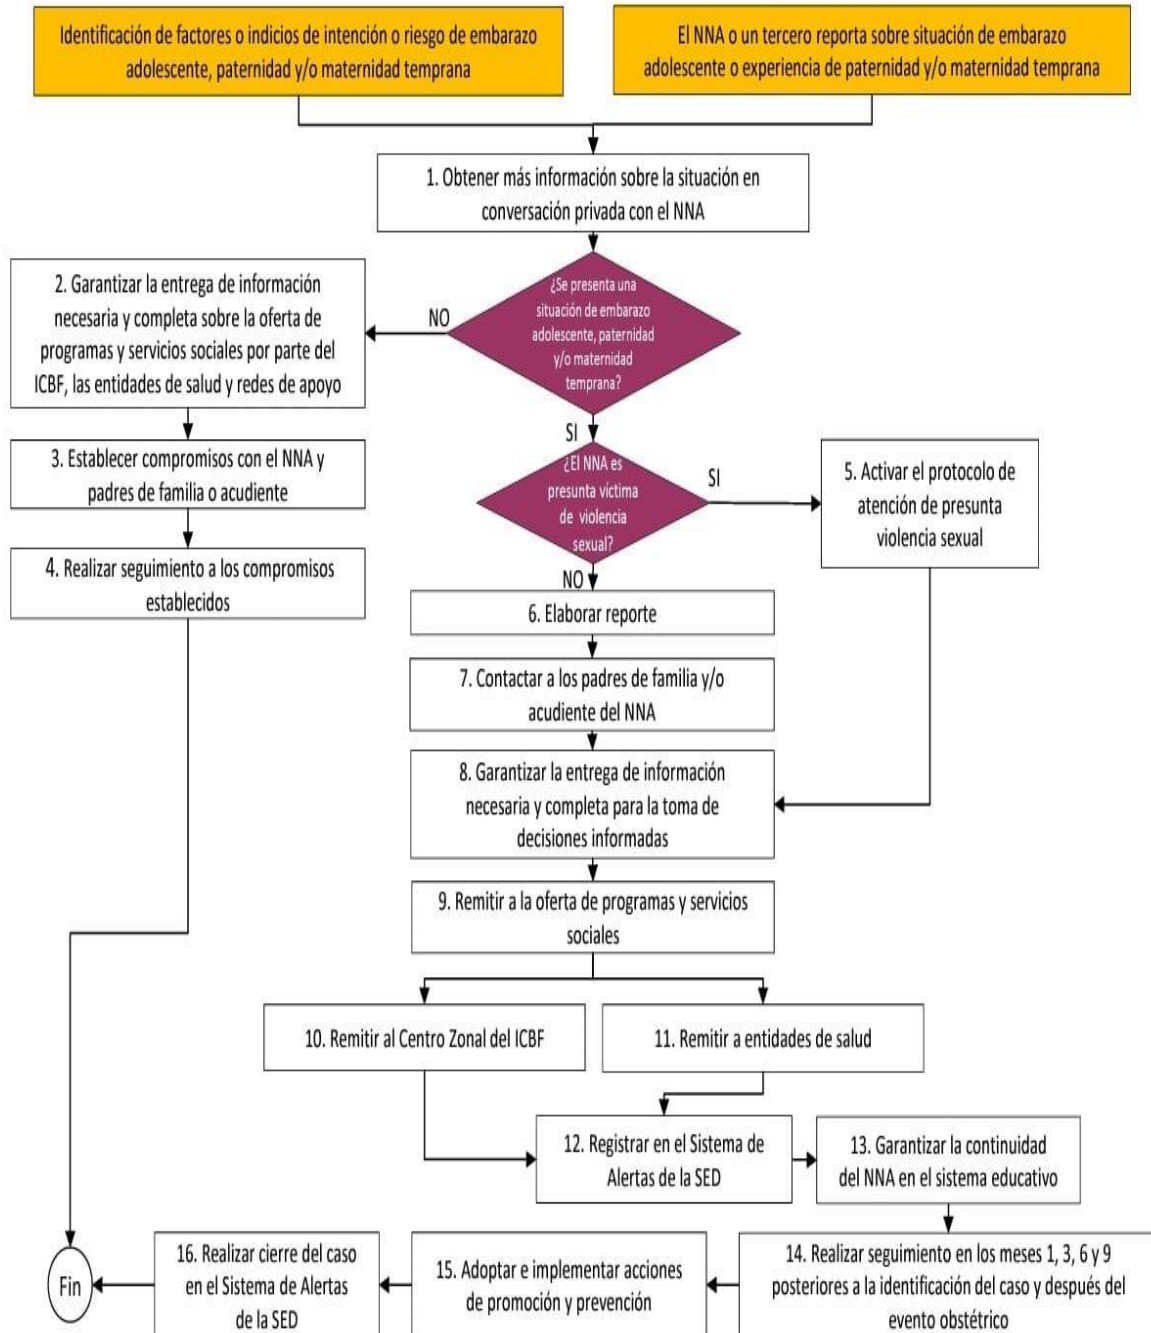 Identificación de factores o indicios de intención o riesgo de embarazo
adolescente, paternidad y/o maternidad temprana
El NNA o un tercero reporta sobre situación de embarazo
adolescente o experiencia de paternidad y/o maternidad temprana
1. Obtener más información sobre la situación en
conversación privada con el NNA
¿Se presenta una
situación de embarazo
adolescente, paternidad
y/o maternidad
temprana?
NO
2. Garantizar la entrega de información
necesaria y completa sobre la oferta de
programas y servicios sociales por parte del
ICBF, las entidades de salud y redes de apoyo
3. Establecer compromisos con el NNA y
padres de familia o acudiente
4. Realizar seguimiento a los compromisos
establecidos
SI
¿El NNA es
presunta víctima
de violencia
sexual?
SI
5. Activar el protocolo de
atención de presunta
violencia sexual
NO
6. Elaborar reporte
7. Contactar a los padres de familia y/o
acudiente del NNA
8. Garantizar la entrega de información
necesaria y completa para la toma de
decisiones informadas
9. Remitir a la oferta de programas y servicios
sociales
10. Remitir al Centro Zonal del ICBF
11. Remitir a entidades de salud
12. Registrar en el Sistema de
Alertas de la SED
13. Garantizar la continuidad
del NNA en el sistema educativo
14. Realizar seguimiento en los meses 1, 3, 6 y 9
posteriores a la identificación del caso y después del
evento obstétrico
15. Adoptar e implementar acciones
de promoción y prevención
16. Realizar cierre del caso
en el Sistema de Alertas
de la SED
Fin